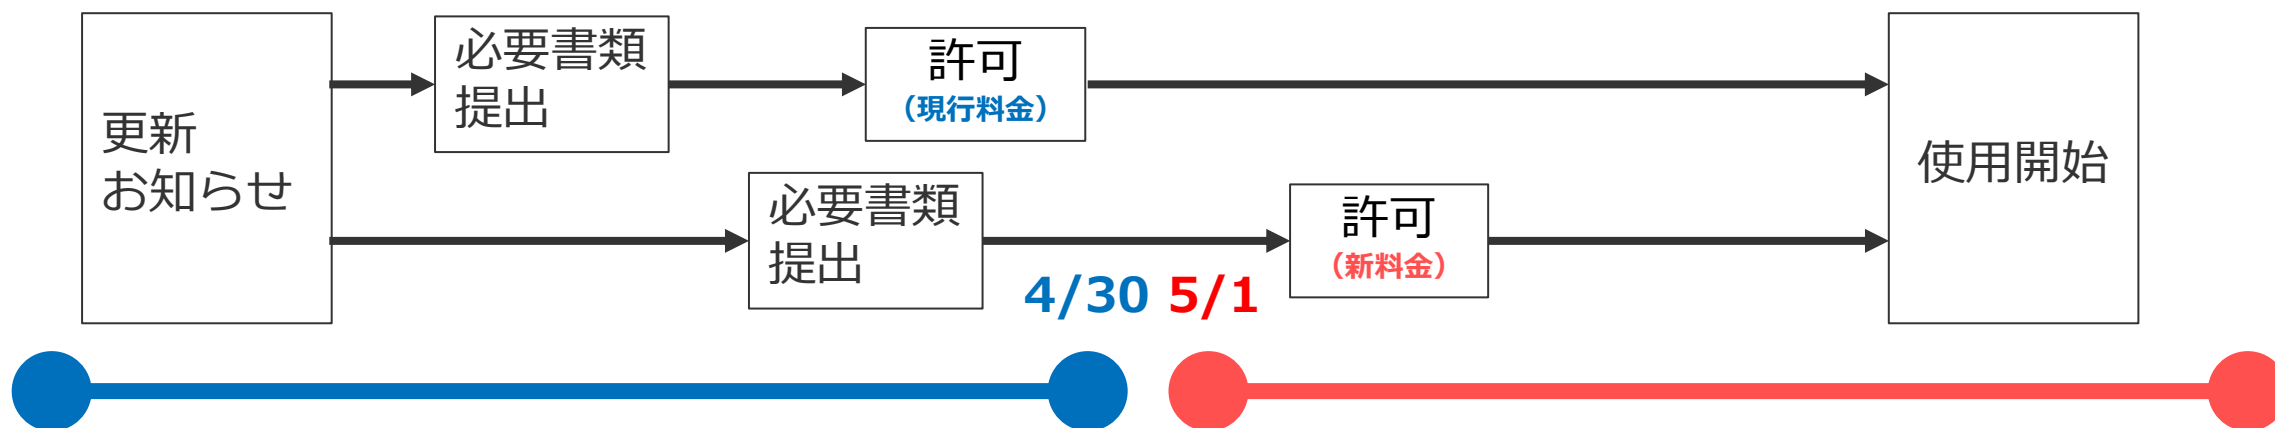 更新
お知らせ
必要書類
提出
許可
（現行料金）
必要書類
提出
許可
（新料金）
使用開始
4/30 5/1